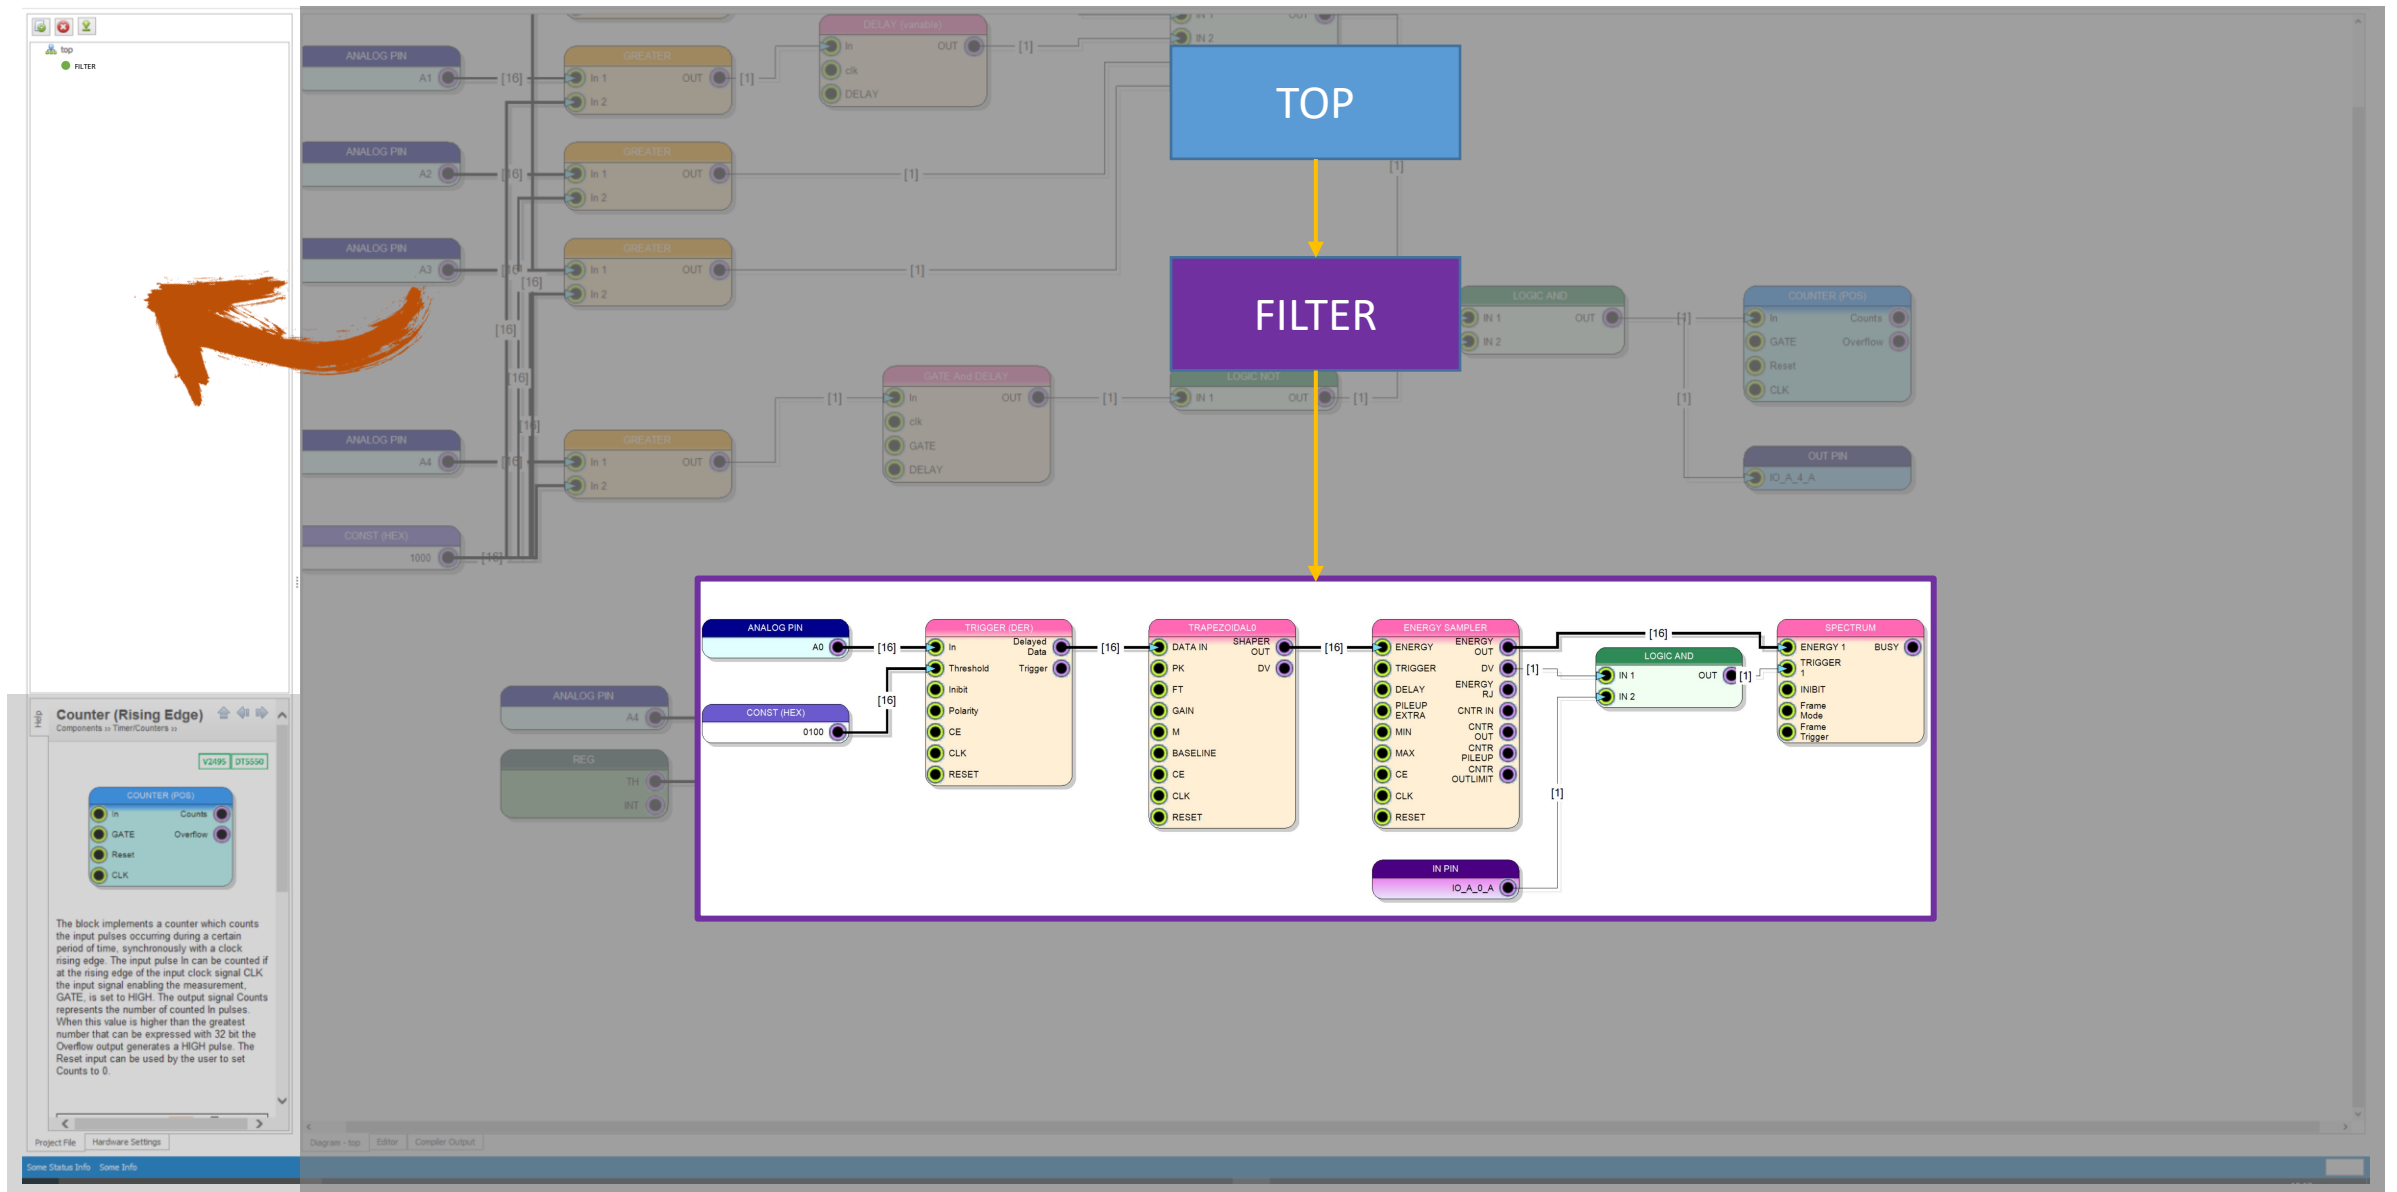 top
FILTER
ANALOG PIN
A1
[16]
GREATER
In 1
OUT
In 2
[1]
DELAY (variable)
In
OUT
clk
DELAY
[1]
IN 2
TOP
[1]
ANALOG PIN
A2
[16]
GREATER
In 1
OUT
In 2
[1]
ANALOG PIN
A3
[16]
GREATER
In 1
OUT
In 2
[1]
[16]
[16]
[16]
[16]
FILTER
LOGIC AND
IN 1
OUT
IN 2
[1]
[1]
COUNTER (POS)
In
Counts
GATE
Overflow
Reset
CLK
OUT PIN
IO_A_4_A
ANALOG PIN
A4
[16]
GREATER
In 1
OUT
In 2
[1]
GATE And DELAY
In
OUT
clk
GATE
DELAY
[1]
LOGIC NOT
IN 1
OUT
[1]
CONST (HEX)
1000
[16]
ANALOG PIN
A4
REG
TH
INT
ANALOG PIN
A0
[16]
CONST (HEX)
0100
[16]
TRIGGER (DER)
In
Delayed
Data
Threshold
Trigger
Inibit
Polarity
CE
CLK
RESET
[16]
TRAPEZOIDAL0
DATA IN
SHAPER
OUT
PK
DV
FT
GAIN
M
BASELINE
CE
CLK
RESET
[16]
ENERGY SAMPLER
ENERGY
ENERGY
OUT
TRIGGER
DV
DELAY
ENERGY
RJ
PILEUP
EXTRA
CNTR IN
MIN
CNTR
OUT
MAX
CNTR
PILEUP
CE
CNTR
OUTLIMIT
CLK
RESET
[16]
[1]
LOGIC AND
IN 1
OUT
IN 2
[1]
[1]
IN PIN
IO_A_0_A
SPECTRUM
ENERGY 1
BUSY
TRIGGER
1
INIBIT
Frame
Mode
Frame
Trigger
Help
Counter (Rising Edge)
Components ›› Timer/Counters ››
V2495 DT5550
COUNTER (POS)
In
Counts
GATE
Overflow
Reset
CLK
The block implements a counter which counts
the input pulses occurring during a certain
period of time, synchronously with a clock
rising edge. The input pulse In can be counted if
at the rising edge of the input clock signal CLK
the input signal enabling the measurement,
GATE, is set to HIGH. The output signal Counts
represents the number of counted In pulses.
When this value is higher than the greatest
number that can be expressed with 32 bit the
Overflow output generates a HIGH pulse. The
Reset input can be used by the user to set
Counts to 0.
Project File Hardware Settings
Diagram - top Editor Compiler Output
Some Status Info Some Info